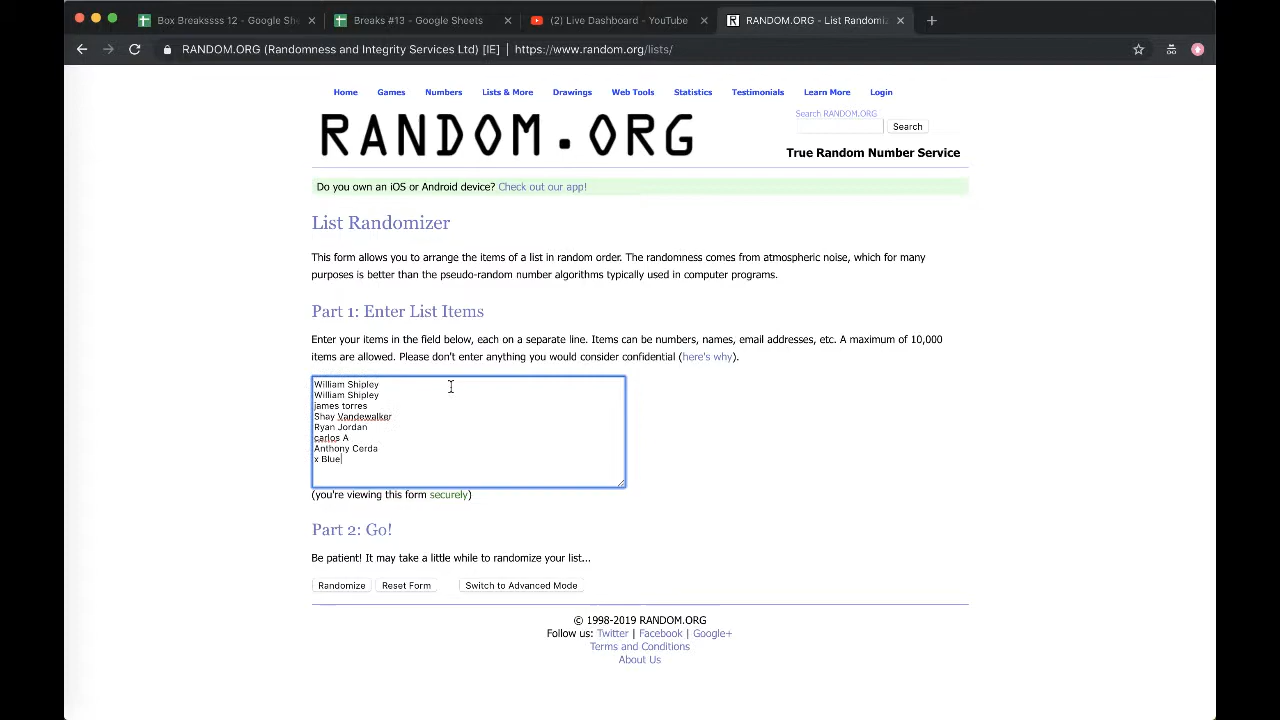 Box Breakssss 12 - Google She
Breaks #13 - Google Sheets
(2) Live Dashboard - YouTube
RANDOM.ORG - List Randomiz
RANDOM.ORG (Randomness and Integrity Services Ltd) [IE] | https://www.random.org/lists/
Home Games Numbers Lists & More Drawings Web Tools Statistics Testimonials Learn More Login
Search RANDOM.ORG
RANDOM.ORG
Search
True Random Number Service
Do you own an iOS or Android device? Check out our app!
List Randomizer
This form allows you to arrange the items of a list in random order. The randomness comes from atmospheric noise, which for many
purposes is better than the pseudo-random number algorithms typically used in computer programs.
Part 1: Enter List Items
Enter your items in the field below, each on a separate line. Items can be numbers, names, email addresses, etc. A maximum of 10,000
items are allowed. Please don't enter anything you would consider confidential (here's why).
William Shipley
William Shipley
james torres
Shay Vandewalker
Ryan Jordan
carlos A
Anthony Cerda
x Blue
(you're viewing this form securely)
Part 2: Go!
Be patient! It may take a little while to randomize your list...
Randomize Reset Form Switch to Advanced Mode
© 1998-2019 RANDOM.ORG
Follow us: Twitter | Facebook | Google+
Terms and Conditions
About Us